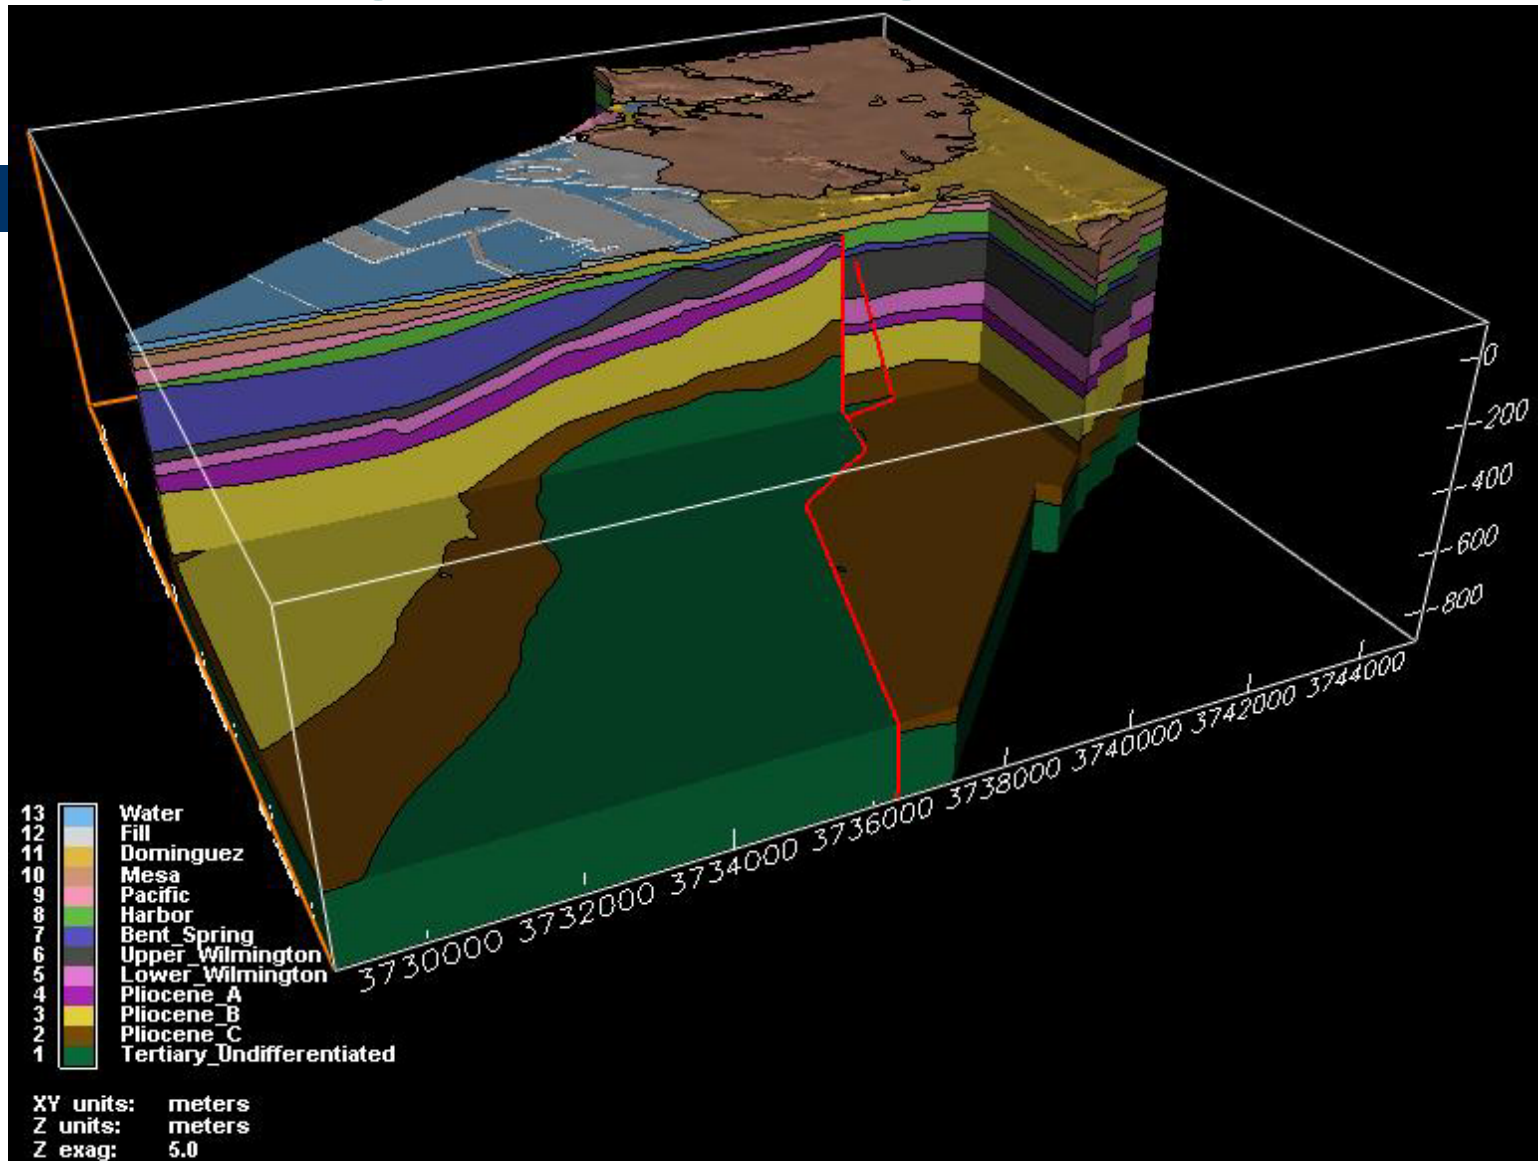 0
-200
-400
-600
-800
3730000 3732000 3734000 3736000 3738000 3740000 3742000 3744000
13 Water
12 Fill
11 Dominguez
10 Mesa
9 Pacific
8 Harbor
7 Bent_Spring
6 Upper_Wilmington
5 Lower_Wilmington
4 Pliocene_A
3 Pliocene_B
2 Pliocene_C
1 Tertiary_Undifferentiated
XY units: meters
Z units: meters
Z exag: 5.0